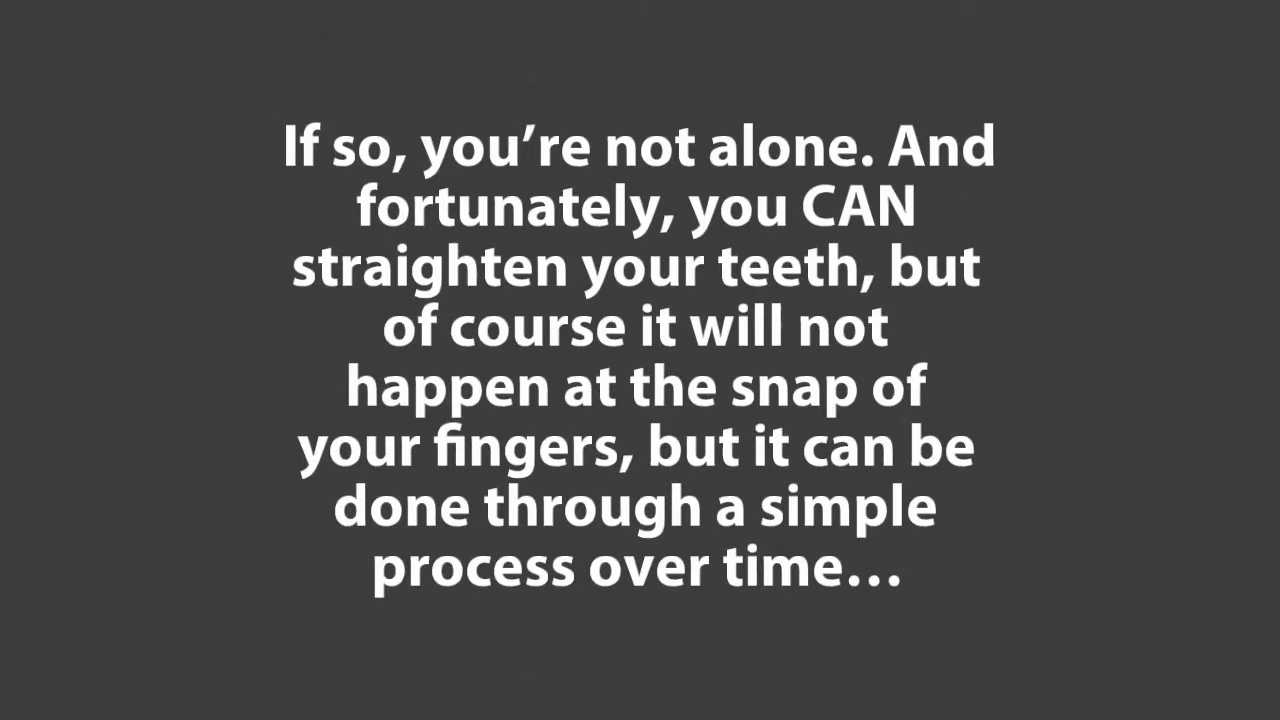 If so, you’re not alone. And
fortunately, you CAN
straighten your teeth, but
of course it will not
happen at the snap of
your fingers, but it can be
done through a simple
process over time…